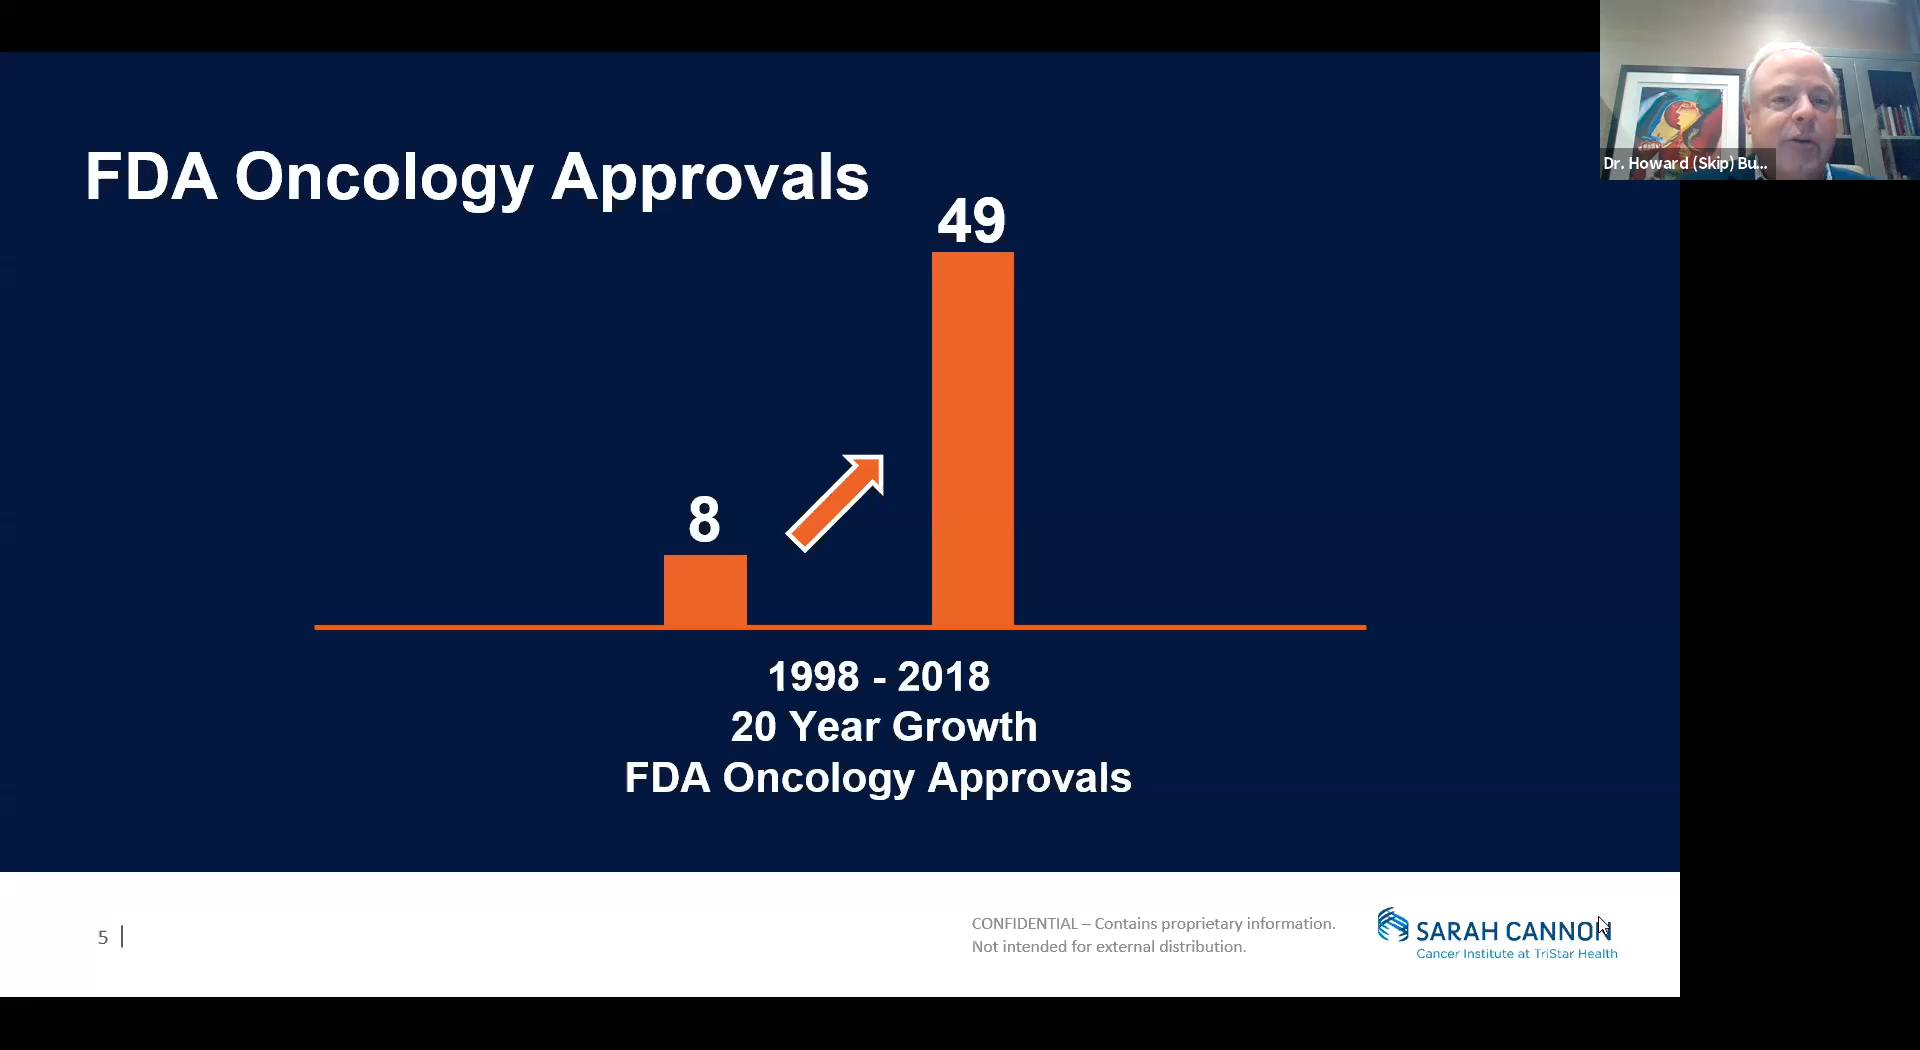 FDA Oncology Approvals
49
8
1998 - 2018
20 Year Growth
FDA Oncology Approvals
5
CONFIDENTIAL – Contains proprietary information.
Not intended for external distribution.
SARAH CANNON
Cancer Institute at TriStar Health
Dr. Howard (Skip) Bu...